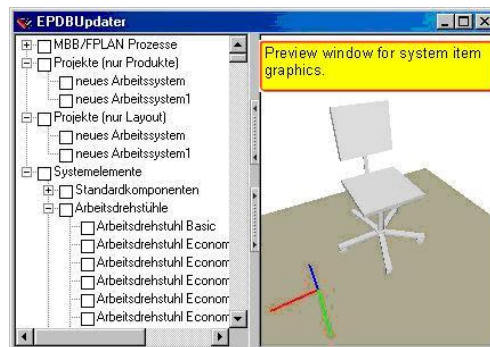 EPDBUpdater
MBB/FPLAN Prozesse
Projekte (nur Produkte)
neues Arbeitssystem
neues Arbeitssystem1
Projekte (nur Layout)
neues Arbeitssystem
neues Arbeitssystem1
Systemelemente
Standardkomponenten
Arbeitsdrehstühle
Arbeitsdrehstuhl Basic
Arbeitsdrehstuhl Econom
Arbeitsdrehstuhl Econom
Arbeitsdrehstuhl Econom
Arbeitsdrehstuhl Econom
Arbeitsdrehstuhl Econom
Preview window for system item
graphics.